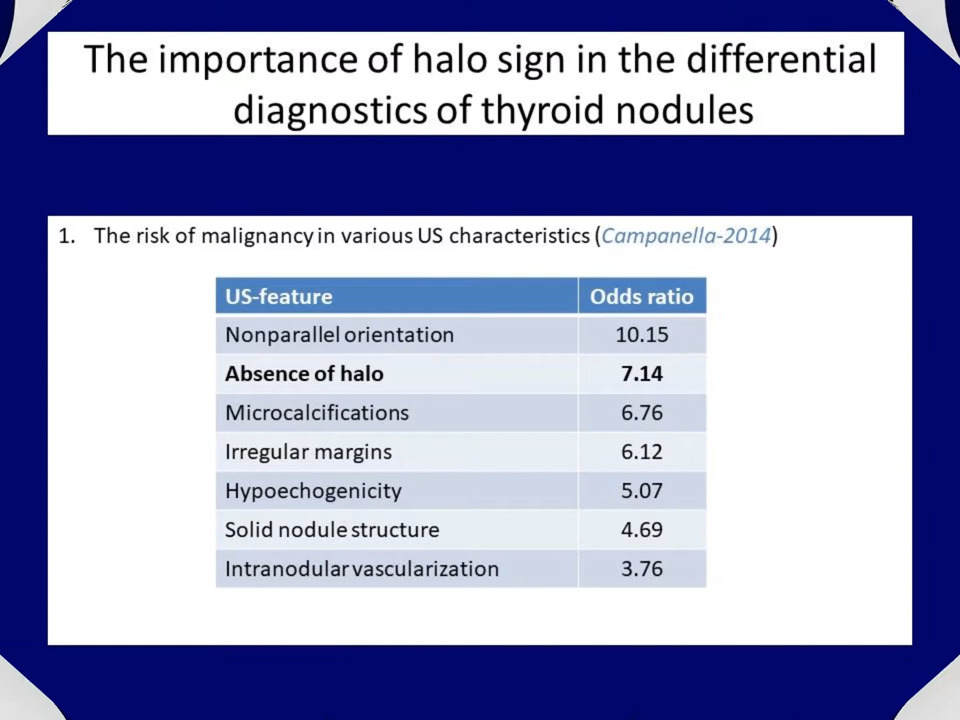 The importance of halo sign in the differential
diagnostics of thyroid nodules
1. The risk of malignancy in various US characteristics (Campanella-2014)
US-feature Odds ratio
Nonparallel orientation 10.15
Absence of halo 7.14
Microcalcifications 6.76
Irregular margins 6.12
Hypoechogenicity 5.07
Solid nodule structure 4.69
Intranodular vascularization 3.76